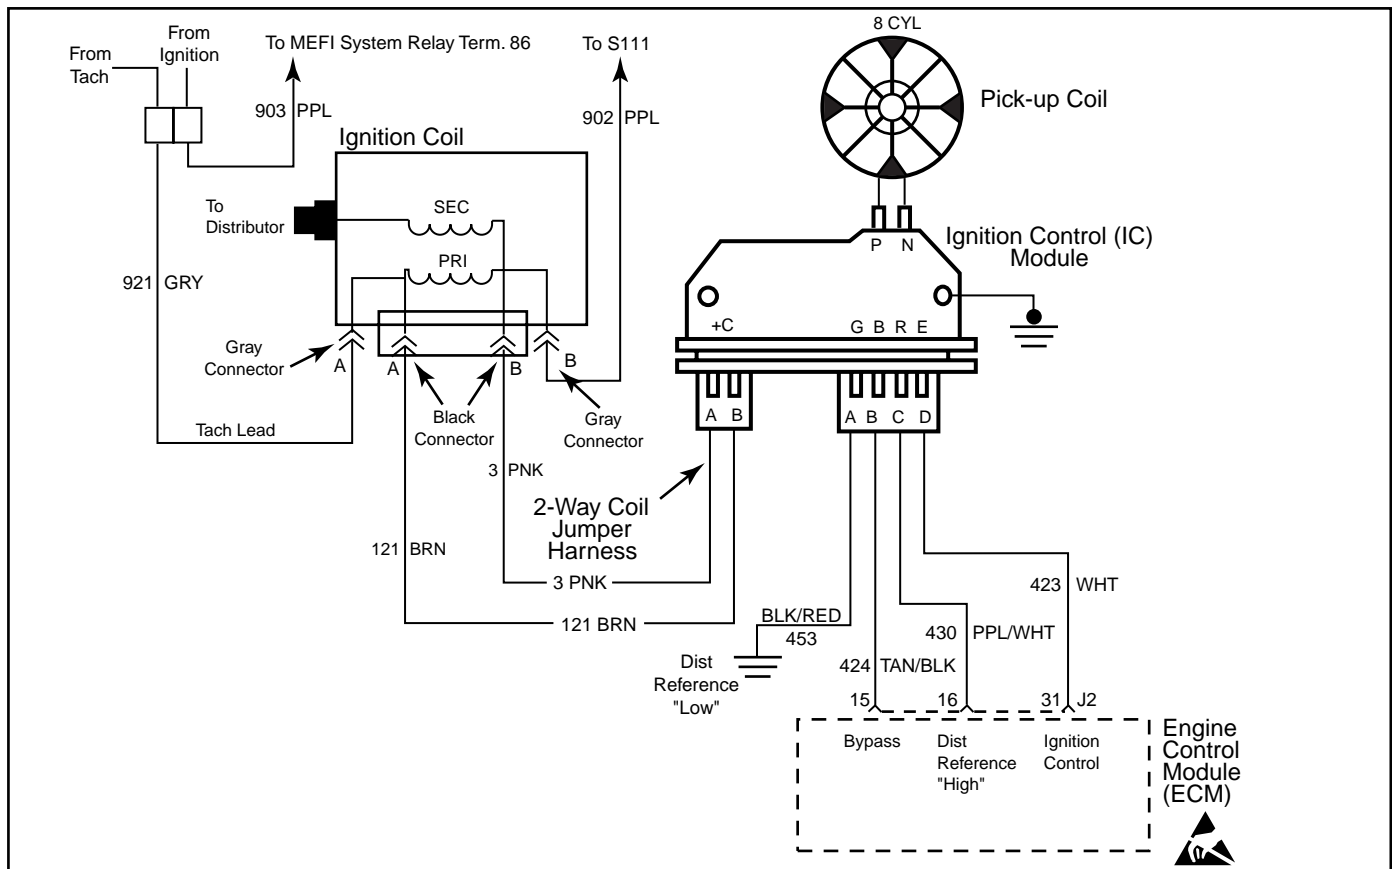 8 CYL
From
Tach
From
Ignition
To MEFI System Relay Term. 86
To S111
903 PPL
902 PPL
Pick-up Coil
Ignition Coil
To
Distributor
SEC
PRI
P N
Ignition Control (IC)
Module
921 GRY
+C
G B R E
Gray
Connector
A
A
B
B
Black
Connector
Gray
Connector
A B
A B C D
Tach Lead
3 PNK
2-Way Coil
Jumper
Harness
121 BRN
3 PNK
121 BRN
BLK/RED
453
423 WHT
430 PPL/WHT
424 TAN/BLK
Dist
Reference
"Low"
15
16
31 J2
Bypass
Dist
Reference
"High"
Ignition
Control
Engine
Control
Module
(ECM)